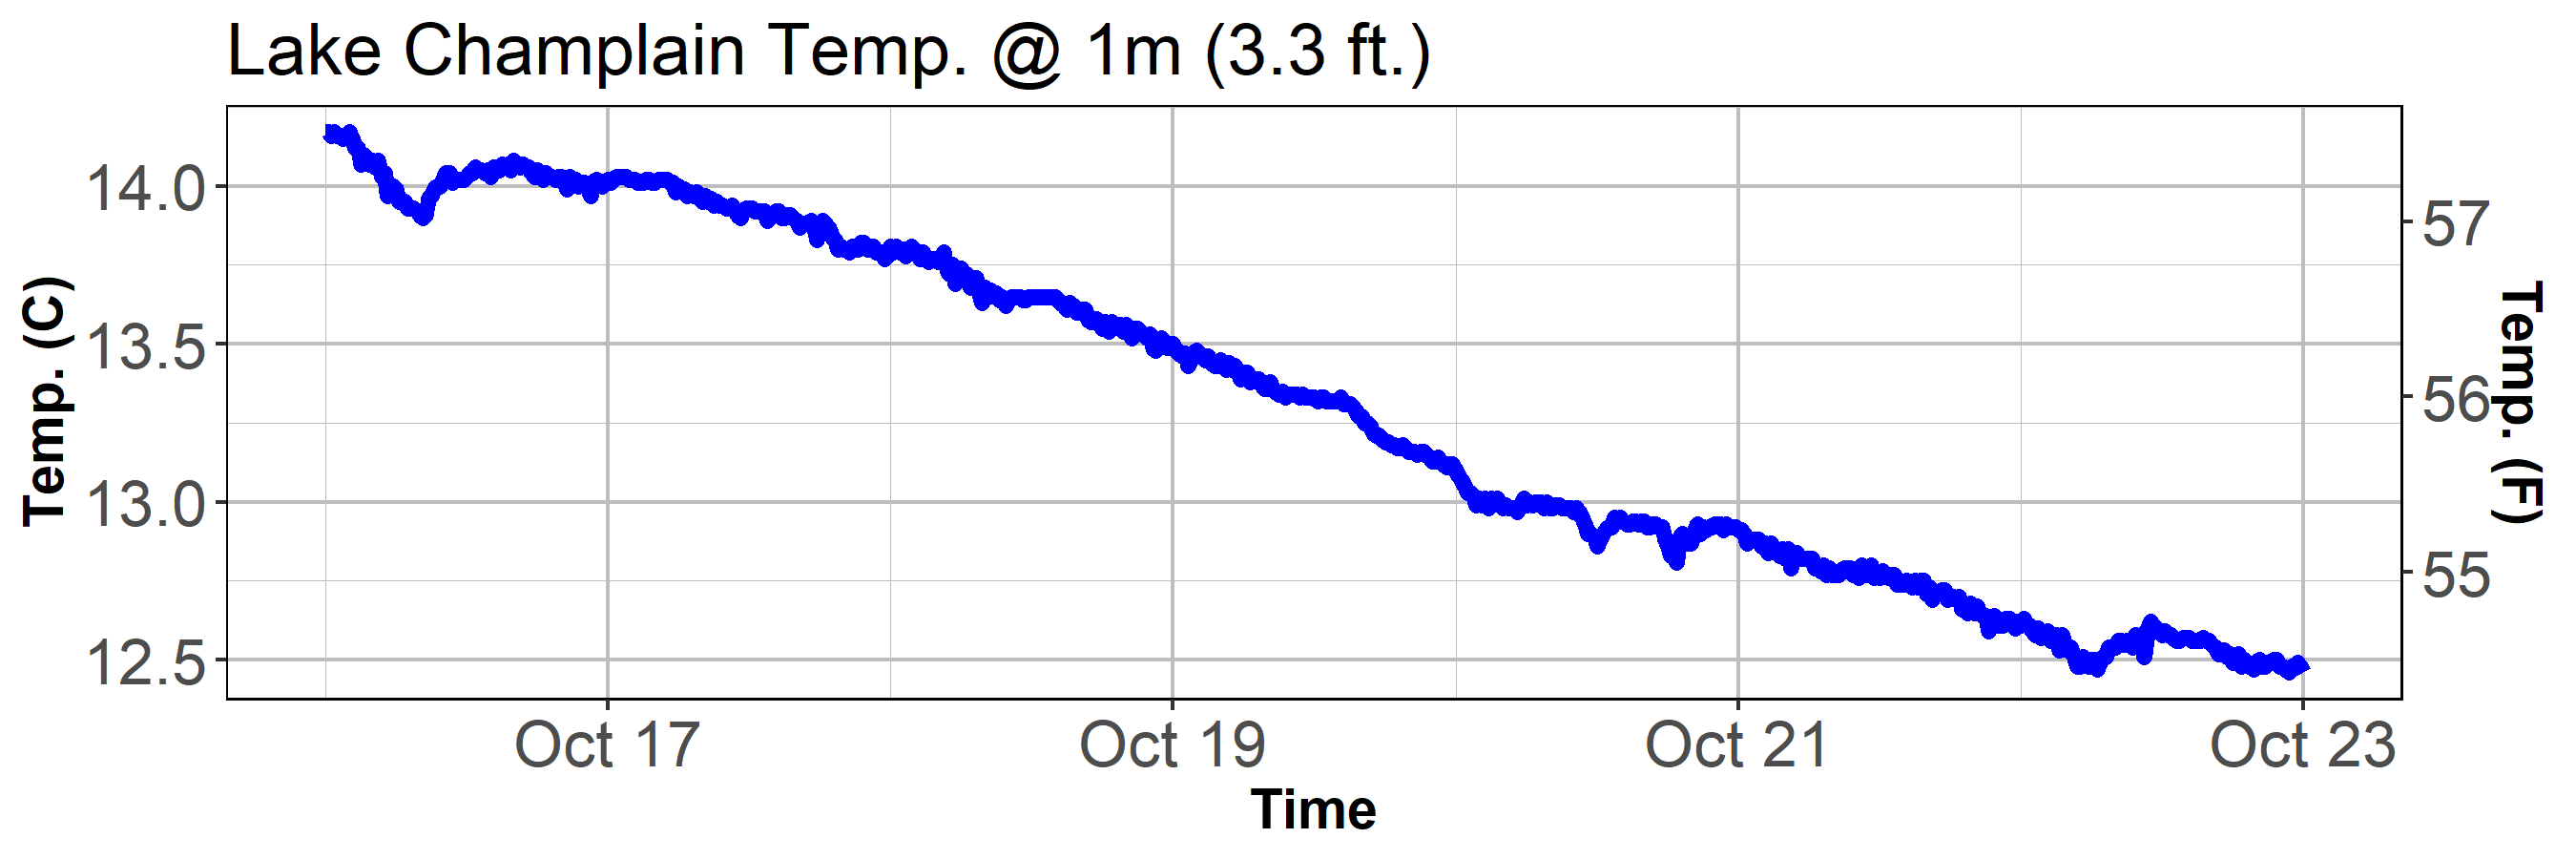 Lake Champlain Temp. @ 1m (3.3 ft.)
Temp. (C)
14.0
13.5
13.0
12.5
57
56
55
Temp. (F)
Oct 17 Oct 19 Oct 21 Oct 23
Time